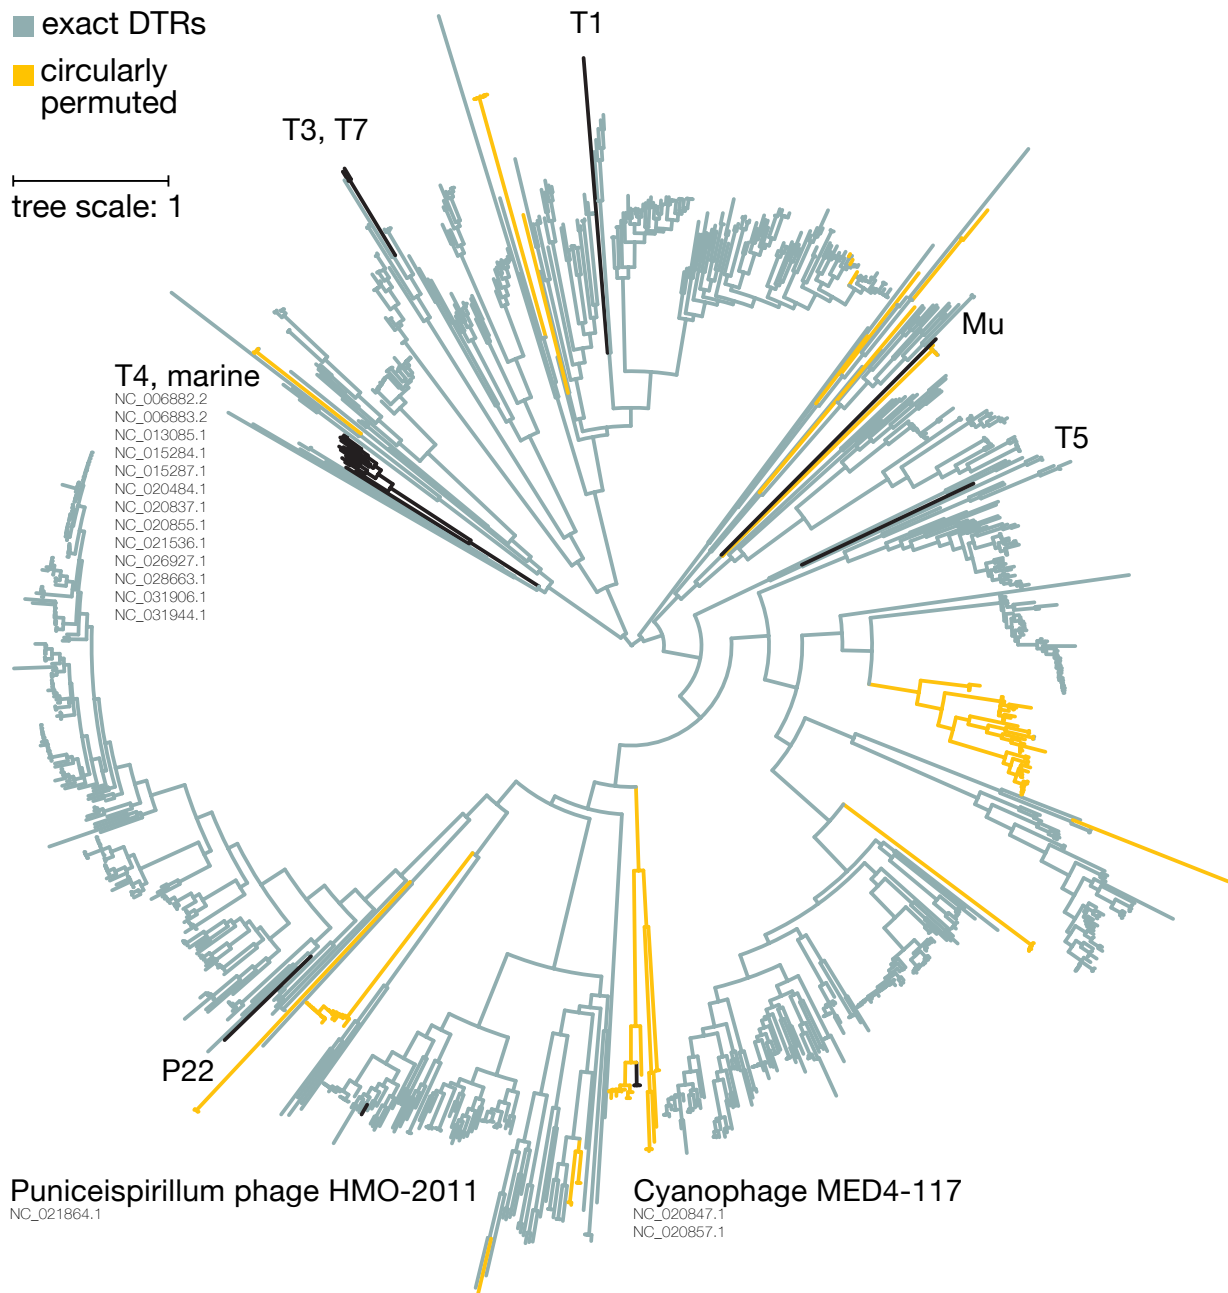 exact DTRs
circularly
permuted
tree scale: 1
T1
T3, T7
Mu
T5
T4, marine
NC_006882.2
NC_006883.2
NC_013085.1
NC_015284.1
NC_015287.1
NC_020484.1
NC_020837.1
NC_020855.1
NC_021536.1
NC_026927.1
NC_028663.1
NC_031906.1
NC_031944.1
P22
Puniceispirillum phage HMO-2011
NC_021864.1
Cyanophage MED4-117
NC_020847.1
NC_020857.1